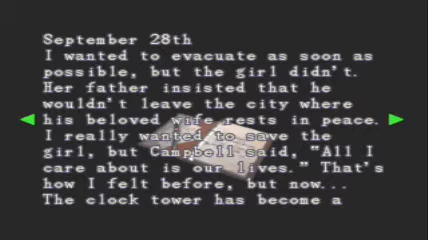 September 28th
I wanted to evacuate as soon as
possible, but the girl didn't.
Her father insisted that he
wouldn't leave the city where
his beloved wife rests in peace.
I really wanted to save the
girl, but Campbell said, "All I
care about is our lives." That's
how I felt before, but now...
The clock tower has become a